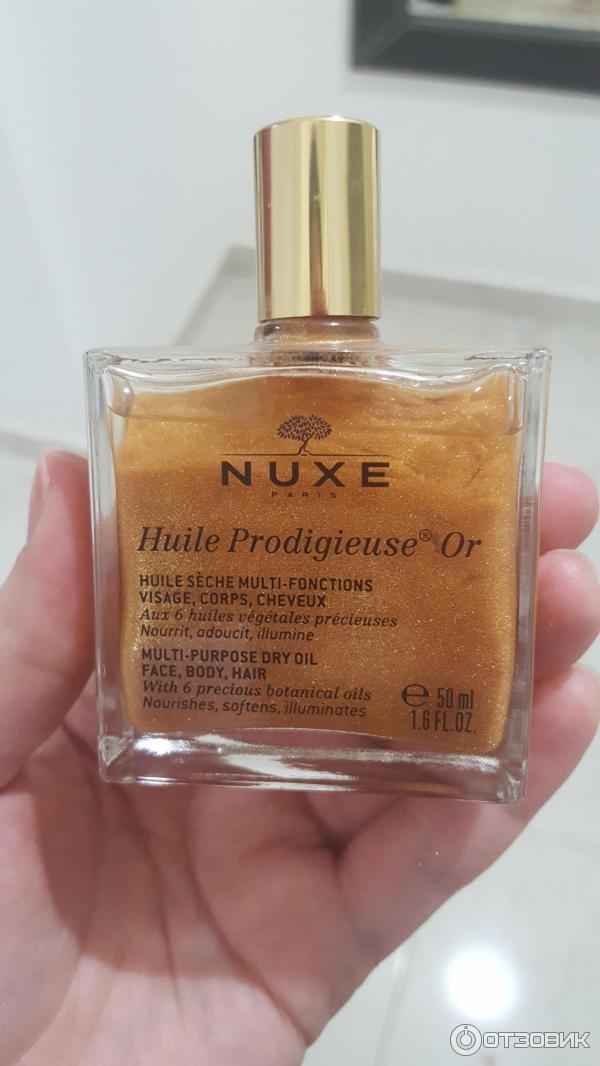 NUXE
PARIS
Huile Prodigieuse® Or
HUILE SÈCHE MULTI-FONCTIONS
VISAGE, CORPS, CHEVEUX
Aux 6 huiles végétales précieuses
Nourrit, adoucit, illumine
MULTI-PURPOSE DRY OIL
FACE, BODY, HAIR
With 6 precious botanical oils
Nourishes, softens, illuminates
℮ 50 ml
1.6 FL.OZ.
ОТЗОВИК